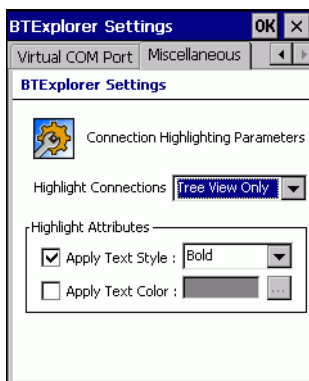 BTExplorer Settings OK ×
Virtual COM Port Miscellaneous
BTExplorer Settings
Connection Highlighting Parameters
Highlight Connections Tree View Only
Highlight Attributes
Apply Text Style : Bold
Apply Text Color : ...